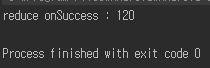 reduce onSuccess : 120
Process finished with exit code 0